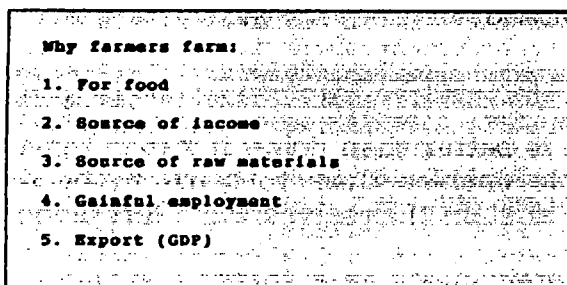 Why farmers farm:
1. For food
2. Source of income
3. Source of raw materials
4. Gainful employment
5. Export (GDP)